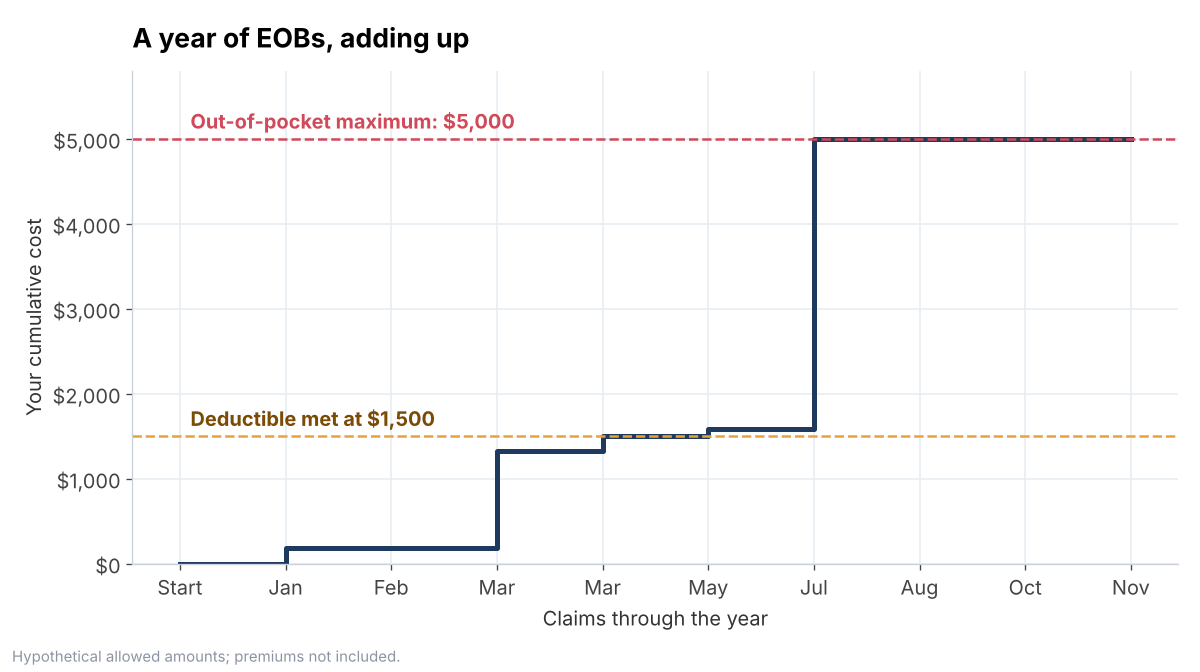 A year of EOBs, adding up
Out-of-pocket maximum: $5,000
Deductible met at $1,500
Your cumulative cost
$5,000
$4,000
$3,000
$2,000
$1,000
$0
Start Jan Feb Mar Mar May Jul Aug Oct Nov
Claims through the year
Hypothetical allowed amounts; premiums not included.